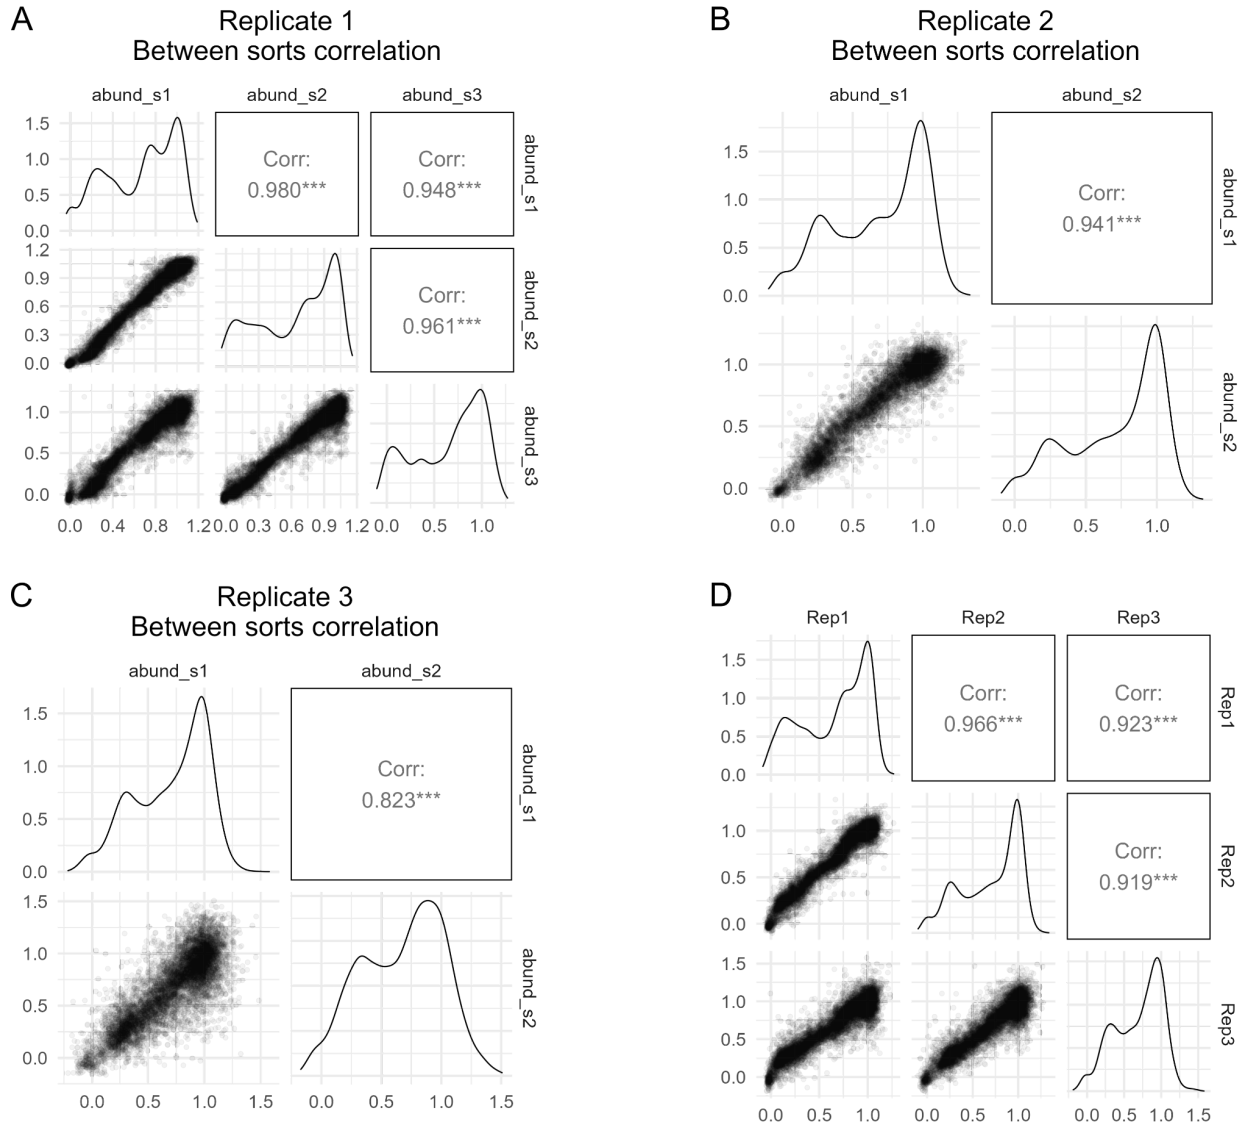 A
Replicate 1
Between sorts correlation
abund_s1
abund_s2
abund_s3
1.5
1.0
0.5
0.0
Corr:
0.980***
Corr:
0.948***
abund_s1
1.2
0.9
0.6
0.3
0.0
Corr:
0.961***
abund_s2
1.0
0.5
0.0
abund_s3
0.0 0.4 0.8 1.2
0.0 0.3 0.6 0.9 1.2
0.0 0.5 1.0
B
Replicate 2
Between sorts correlation
abund_s1
abund_s2
1.5
1.0
0.5
0.0
Corr:
0.941***
abund_s1
1.0
0.5
0.0
abund_s2
0.0 0.5 1.0
0.0 0.5 1.0
C
Replicate 3
Between sorts correlation
abund_s1
abund_s2
1.5
1.0
0.5
0.0
Corr:
0.823***
abund_s1
1.5
1.0
0.5
0.0
abund_s2
0.0 0.5 1.0 1.5
0.0 0.5 1.0 1.5
D
Rep1
Rep2
Rep3
1.5
1.0
0.5
0.0
Corr:
0.966***
Corr:
0.923***
Rep1
1.0
0.5
0.0
Corr:
0.919***
Rep2
1.5
1.0
0.5
0.0
Rep3
0.0 0.5 1.0
0.0 0.5 1.0
0.0 0.5 1.0 1.5